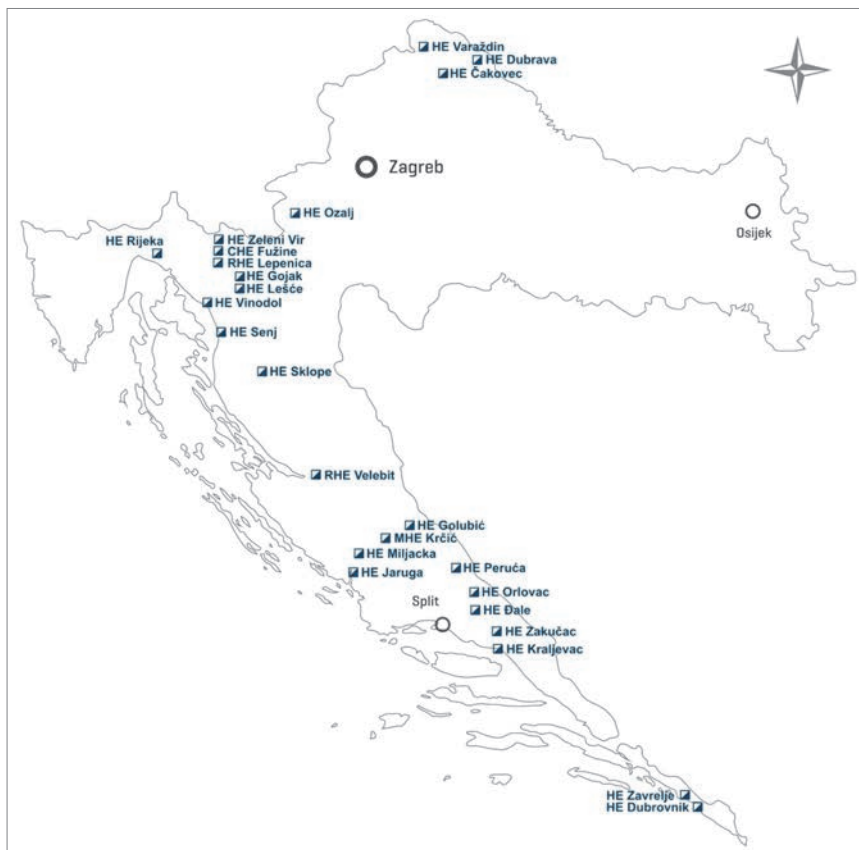 HE Varaždin
HE Dubrava
HE Čakovec
Zagreb
HE Ozalj
Osijek
HE Zeleni Vir
HE Rijeka
CHE Fužine
RHE Lepenica
HE Gojak
HE Lešće
HE Vinodol
HE Senj
HE Sklope
RHE Velebit
HE Golubić
MHE Krčić
HE Miljacka
HE Peruća
HE Jaruga
HE Orlovac
Split
HE Đale
HE Zakučac
HE Kraljevac
HE Zavrelje
HE Dubrovnik